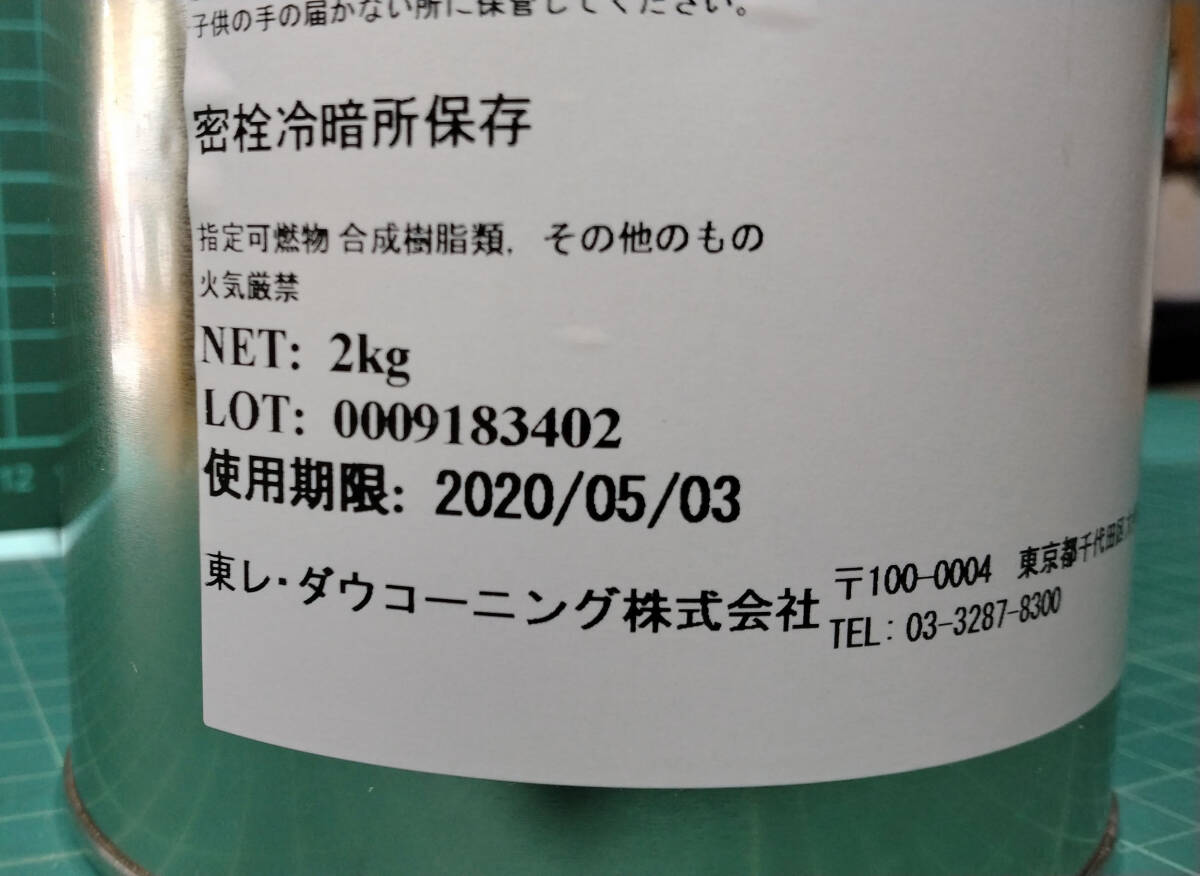 子供の手の届かない所に保管してください。
密栓冷暗所保存
指定可燃物 合成樹脂類, その他のもの
火気厳禁
NET: 2kg
LOT: 0009183402
使用期限: 2020/05/03
東レ・ダウコーニング株式会社
〒100-0004 東京都千代田区
TEL: 03-3287-8300
12